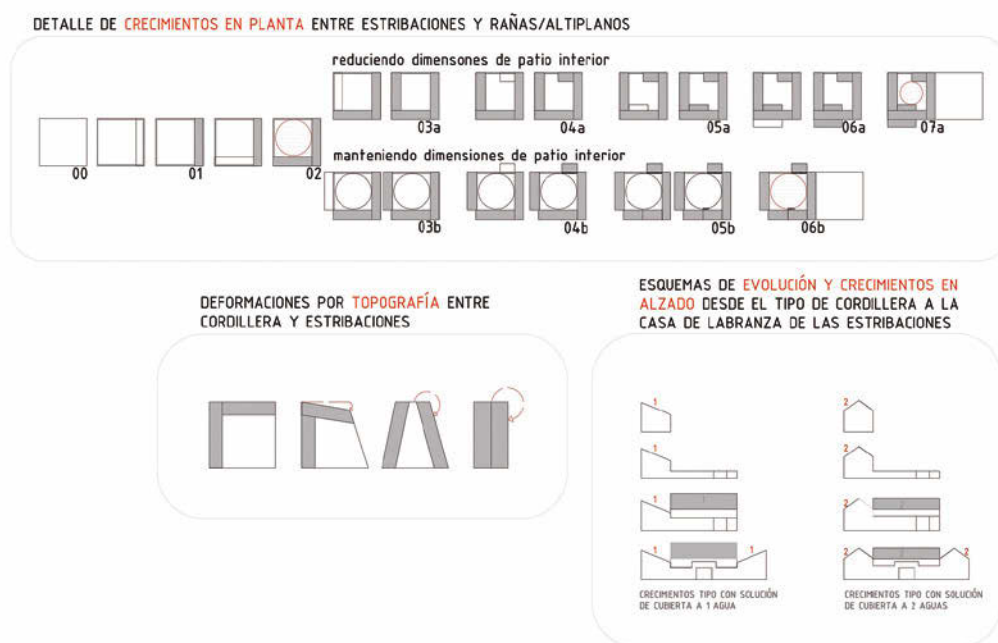 DETALLE DE CRECIMIENTOS EN PLANTA ENTRE ESTRIBACIONES Y RAÑAS/ALTIPLANOS
reduciendo dimensones de patio interior
03a 04a 05a 06a 07a
00 01 02
manteniendo dimensiones de patio interior
03b 04b 05b 06b
DEFORMACIONES POR TOPOGRAFÍA ENTRE
CORDILLERA Y ESTRIBACIONES
ESQUEMAS DE EVOLUCIÓN Y CRECIMIENTOS EN
ALZADO DESDE EL TIPO DE CORDILLERA A LA
CASA DE LABRANZA DE LAS ESTRIBACIONES
1 2
1 2
1 1 2 2
1 1 2 2 2
CRECIMIENTOS TIPO CON SOLUCIÓN
DE CUBIERTA A 1 AGUA
CRECIMIENTOS TIPO CON SOLUCIÓN
DE CUBIERTA A 2 AGUAS